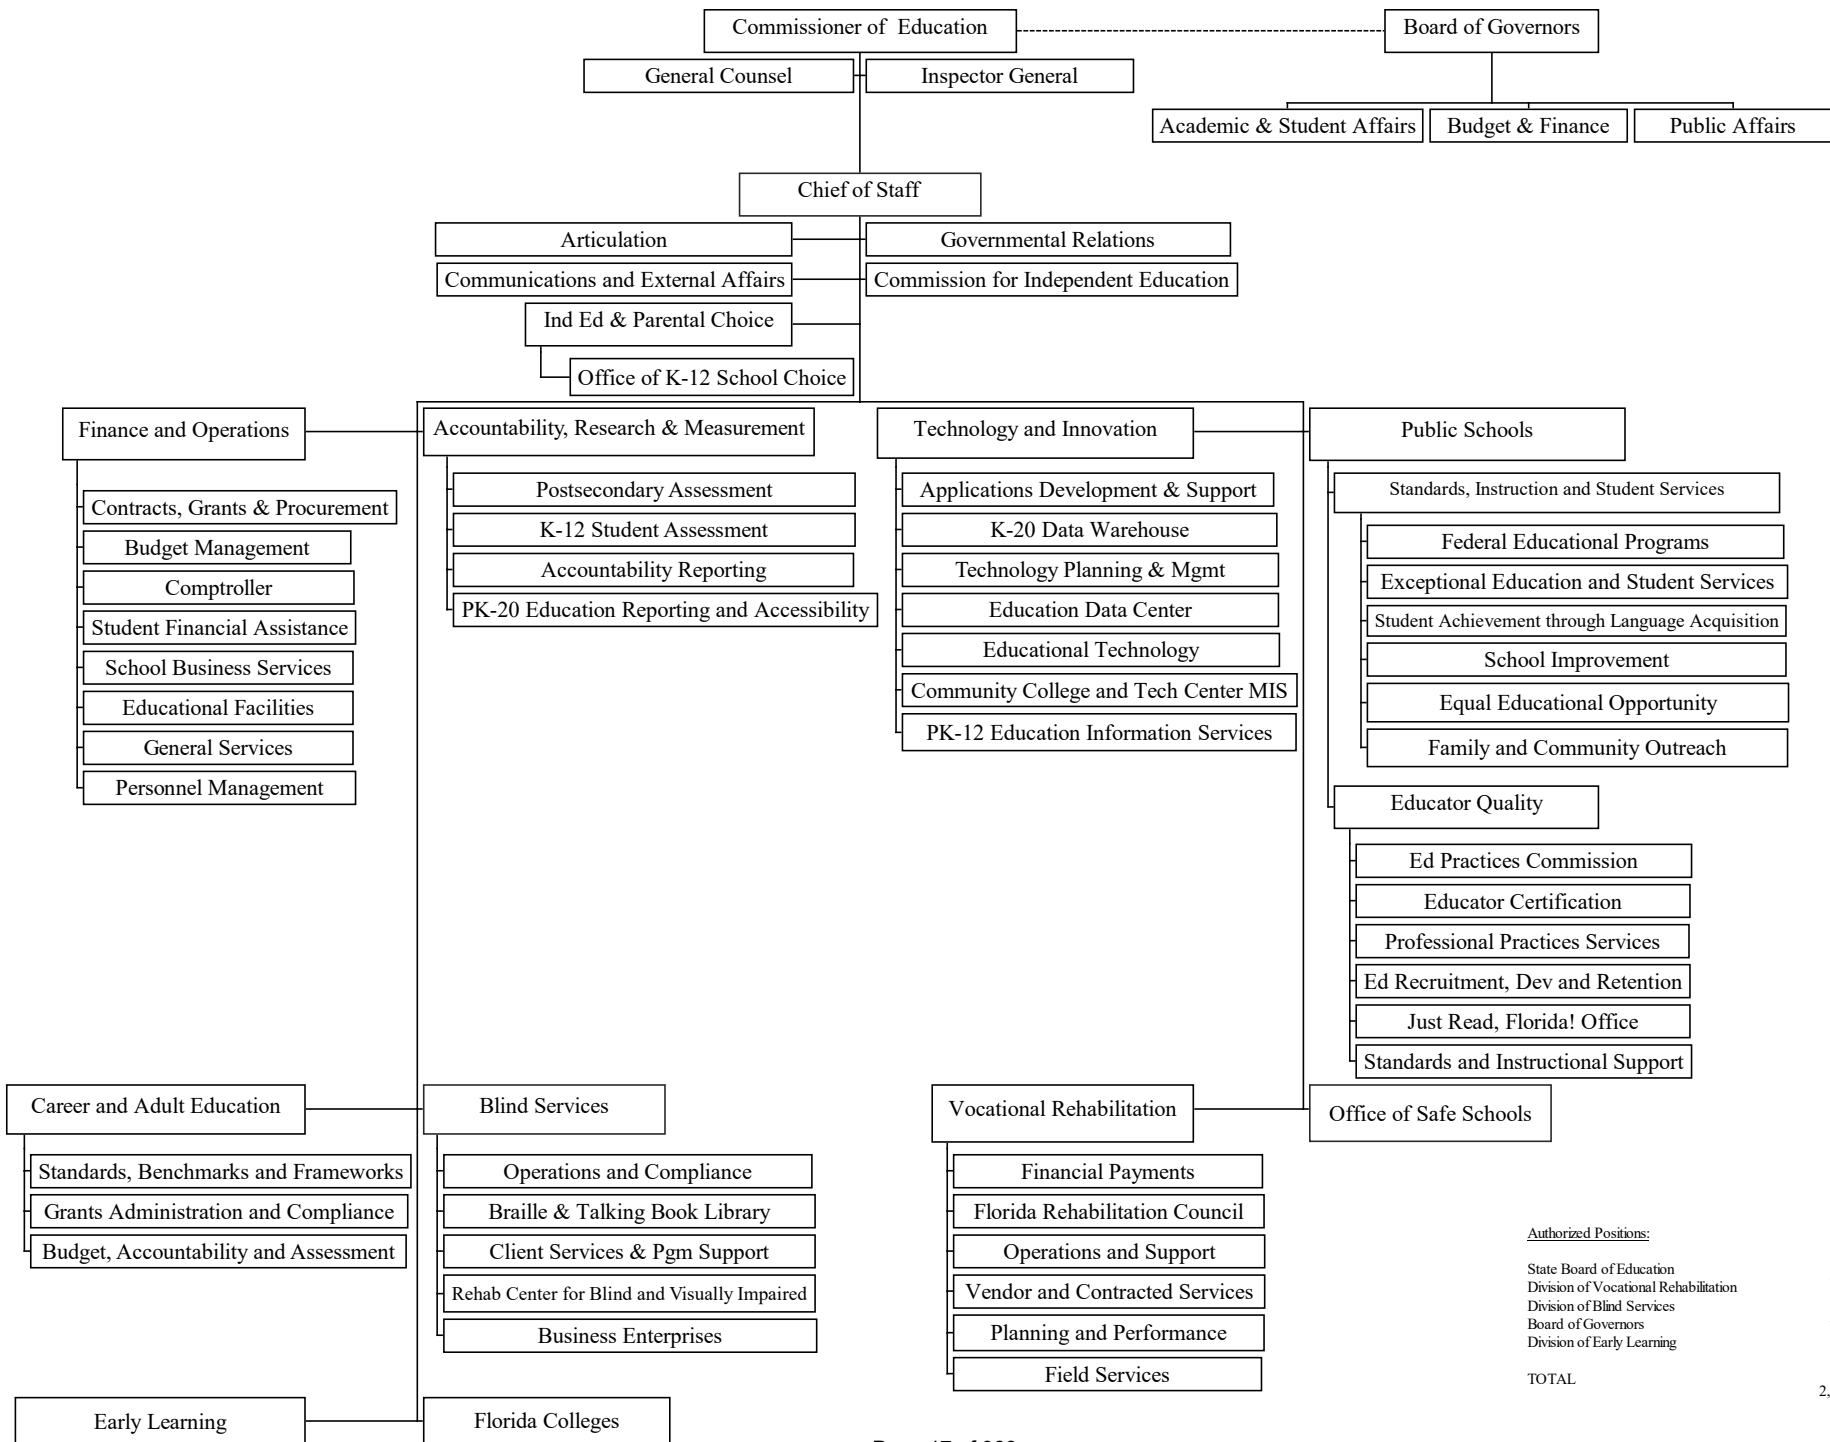 Commissioner of Education
Board of Governors
General Counsel
Inspector General
Academic & Student Affairs
Budget & Finance
Public Affairs
Chief of Staff
Articulation
Governmental Relations
Communications and External Affairs
Commission for Independent Education
Ind Ed & Parental Choice
Office of K-12 School Choice
Finance and Operations
Contracts, Grants & Procurement
Budget Management
Comptroller
Student Financial Assistance
School Business Services
Educational Facilities
General Services
Personnel Management
Accountability, Research & Measurement
Postsecondary Assessment
K-12 Student Assessment
Accountability Reporting
PK-20 Education Reporting and Accessibility
Technology and Innovation
Applications Development & Support
K-20 Data Warehouse
Technology Planning & Mgmt
Education Data Center
Educational Technology
Community College and Tech Center MIS
PK-12 Education Information Services
Public Schools
Standards, Instruction and Student Services
Federal Educational Programs
Exceptional Education and Student Services
Student Achievement through Language Acquisition
School Improvement
Equal Educational Opportunity
Family and Community Outreach
Educator Quality
Ed Practices Commission
Educator Certification
Professional Practices Services
Ed Recruitment, Dev and Retention
Just Read, Florida! Office
Standards and Instructional Support
Career and Adult Education
Standards, Benchmarks and Frameworks
Grants Administration and Compliance
Budget, Accountability and Assessment
Blind Services
Operations and Compliance
Braille & Talking Book Library
Client Services & Pgm Support
Rehab Center for Blind and Visually Impaired
Business Enterprises
Vocational Rehabilitation
Financial Payments
Florida Rehabilitation Council
Operations and Support
Vendor and Contracted Services
Planning and Performance
Field Services
Office of Safe Schools
Authorized Positions:
State Board of Education
Division of Vocational Rehabilitation
Division of Blind Services
Board of Governors
Division of Early Learning
TOTAL
2,
Early Learning
Florida Colleges